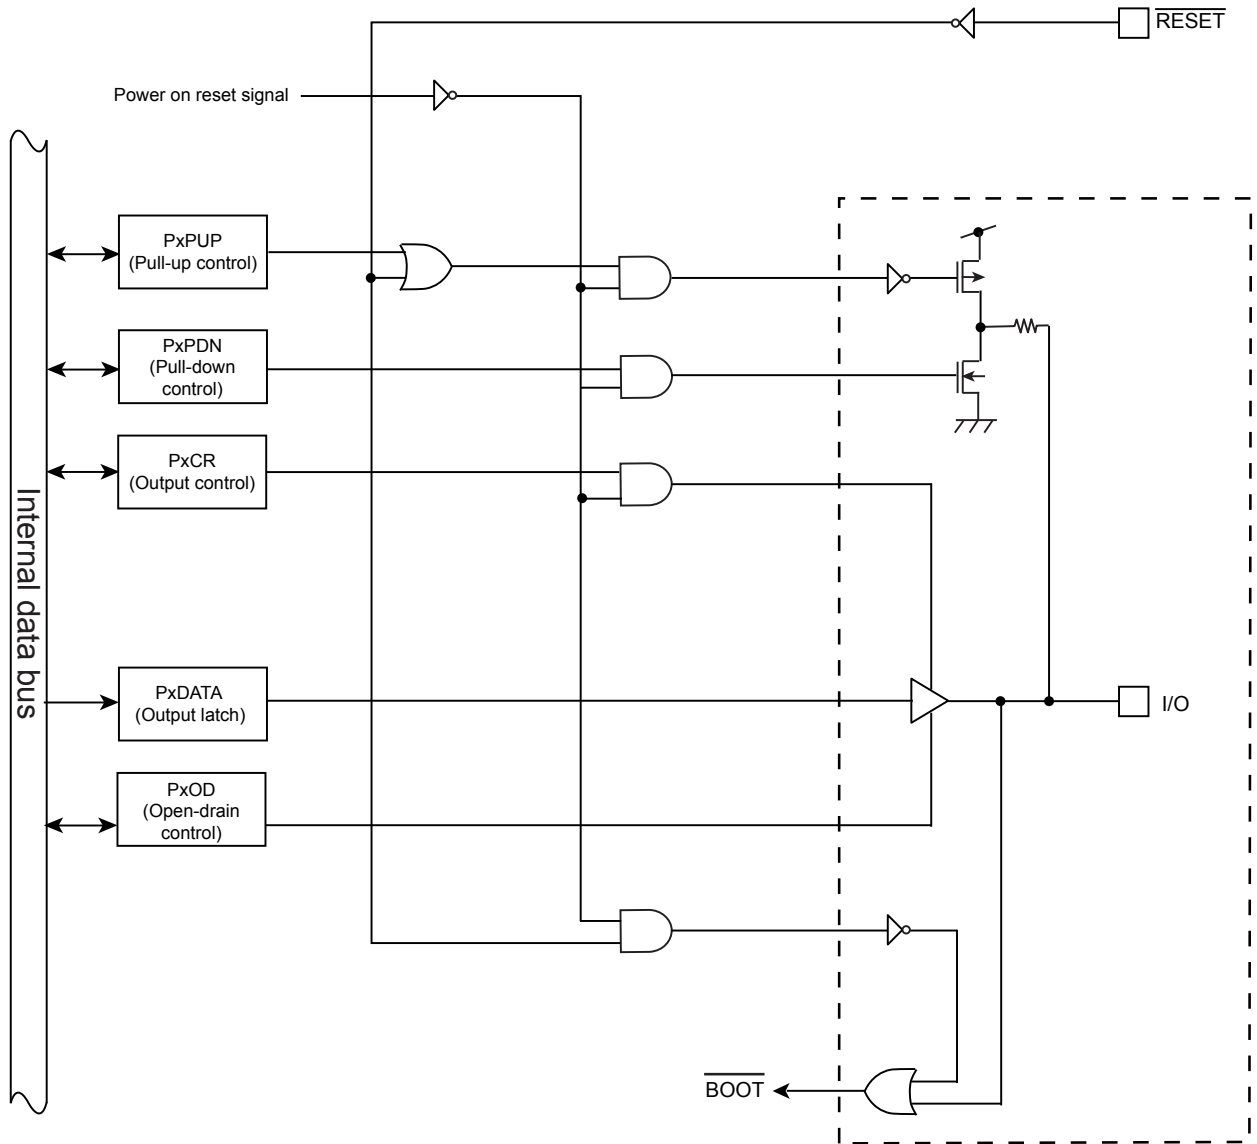 RESET
Power on reset signal
PxPUP
(Pull-up control)
PxPDN
(Pull-down
control)
PxCR
(Output control)
Internal data bus
PxDATA
(Output latch)
I/O
PxOD
(Open-drain
control)
BOOT